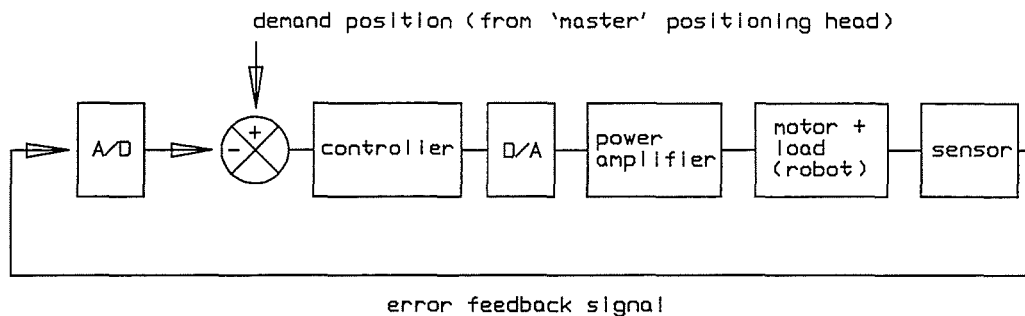 demand position (from 'master' positioning head)
+
-
A/D
controller
D/A
power
amplifier
motor +
load
(robot)
sensor
error feedback signal